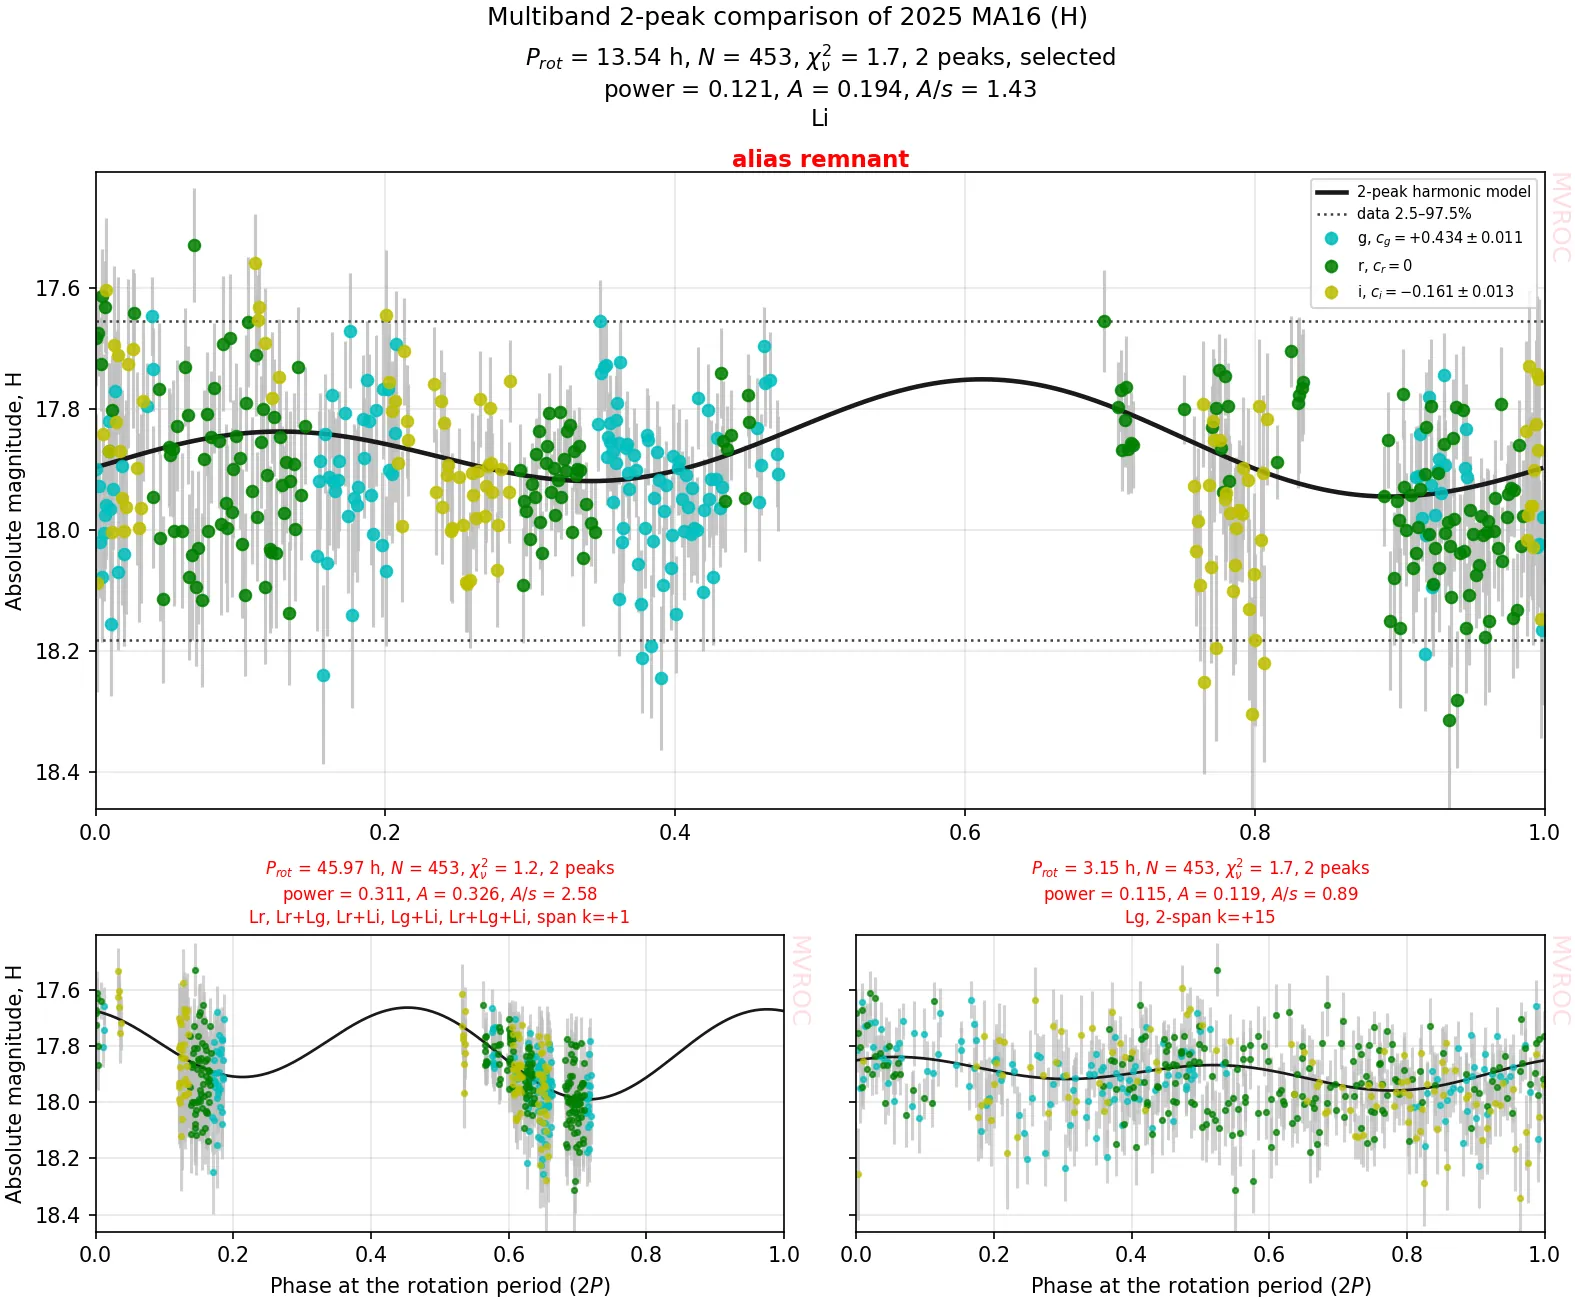 Multiband 2-peak comparison of 2025 MA16 (H)
P_rot = 13.54 h, N = 453, χ²_ν = 1.7, 2 peaks, selected
power = 0.121, A = 0.194, A/s = 1.43
Li
alias remnant
MVROC
2-peak harmonic model
data 2.5–97.5%
g, c_g = +0.434 ± 0.011
r, c_r = 0
i, c_i = −0.161 ± 0.013
Absolute magnitude, H
17.6
17.8
18.0
18.2
18.4
0.0 0.2 0.4 0.6 0.8 1.0
P_rot = 45.97 h, N = 453, χ²_ν = 1.2, 2 peaks
power = 0.311, A = 0.326, A/s = 2.58
Lr, Lr+Lg, Lr+Li, Lg+Li, Lr+Lg+Li, span k=+1
MVROC
Absolute magnitude, H
17.6
17.8
18.0
18.2
18.4
0.0 0.2 0.4 0.6 0.8 1.0
Phase at the rotation period (2P)
P_rot = 3.15 h, N = 453, χ²_ν = 1.7, 2 peaks
power = 0.115, A = 0.119, A/s = 0.89
Lg, 2-span k=+15
MVROC
0.0 0.2 0.4 0.6 0.8 1.0
Phase at the rotation period (2P)